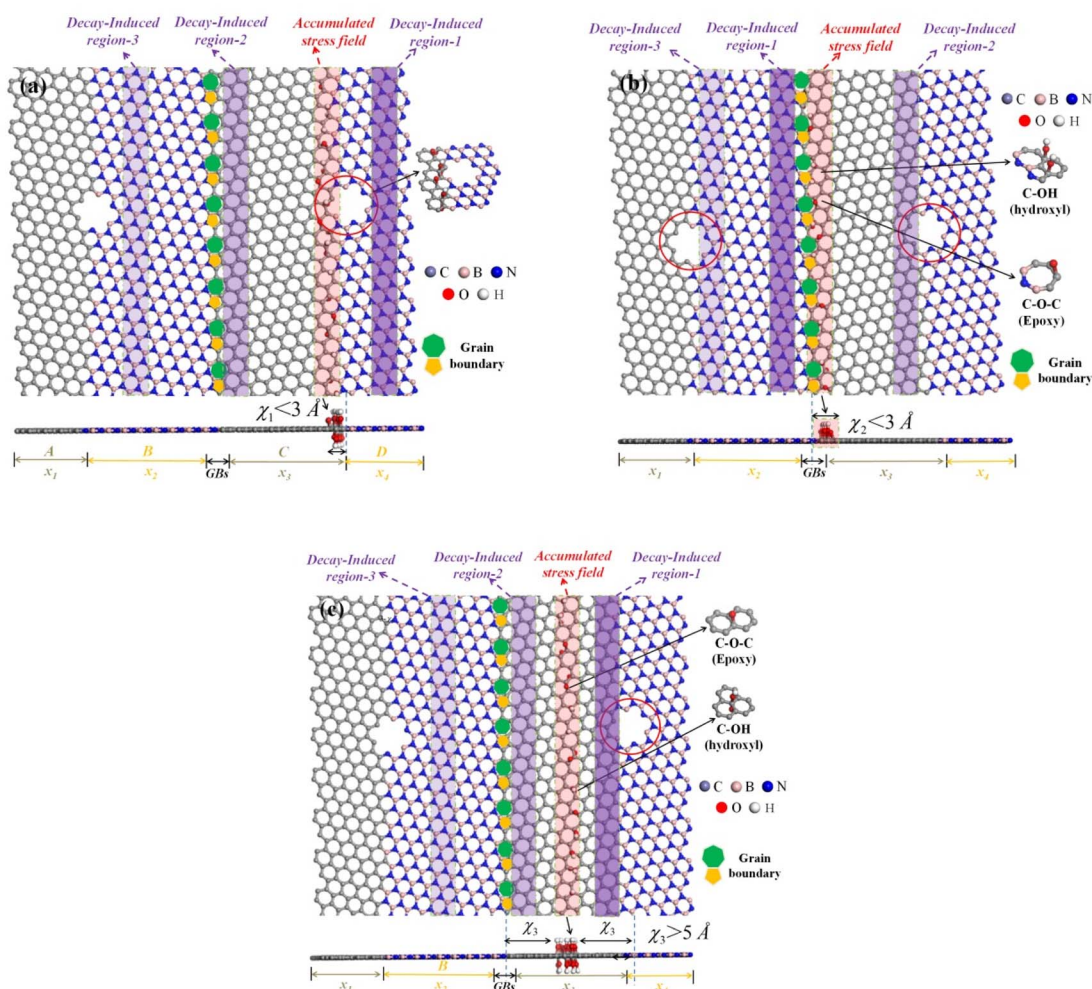 Decay-Induced
region-3
Decay-Induced
region-2
Accumulated
stress field
Decay-Induced
region-1
(a)
C B N
O H
Grain
boundary
χ1<3 Å
A B C D
x1 x2 GBs x3 x4
Decay-Induced
region-3
Decay-Induced
region-1
Accumulated
stress field
Decay-Induced
region-2
(b)
C B N
O H
C-OH
(hydroxyl)
C-O-C
(Epoxy)
Grain
boundary
χ2<3 Å
x1 x2 GBs x3 x4
Decay-Induced
region-3
Decay-Induced
region-2
Accumulated
stress field
Decay-Induced
region-1
(c)
C-O-C
(Epoxy)
C-OH
(hydroxyl)
C B N
O H
Grain
boundary
χ3 χ3 χ3>5 Å
B
GBs